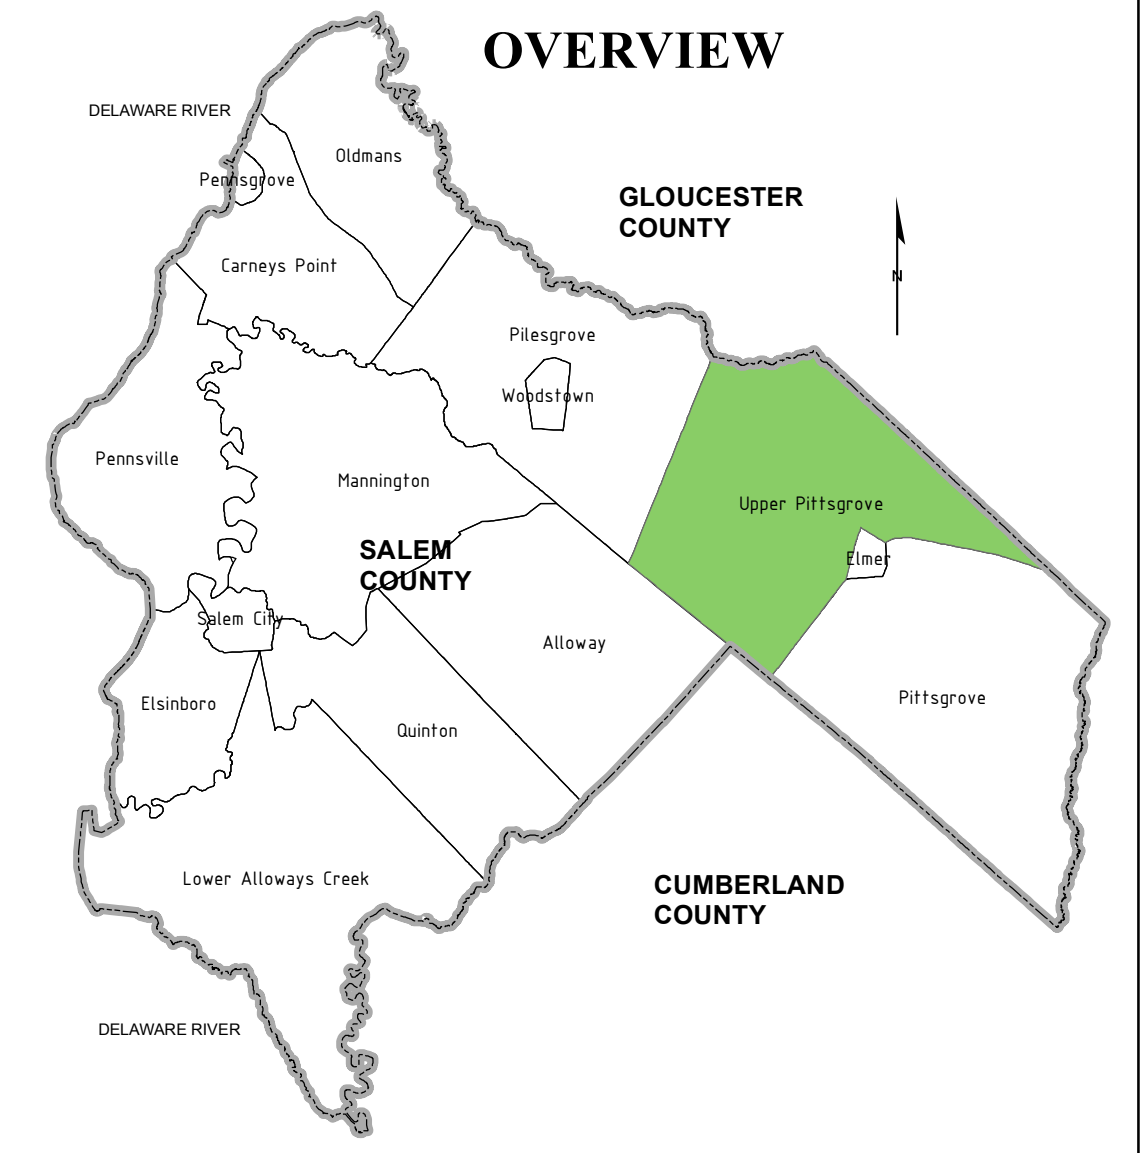 OVERVIEW
DELAWARE RIVER
Oldmans
Pennsgrove
GLOUCESTER
COUNTY
Carneys Point
N
Pilesgrove
Woodstown
Pennsville
Mannington
Upper Pittsgrove
SALEM
COUNTY
Elmer
Salem City
Alloway
Elsinboro
Pittsgrove
Quinton
Lower Alloways Creek
CUMBERLAND
COUNTY
DELAWARE RIVER